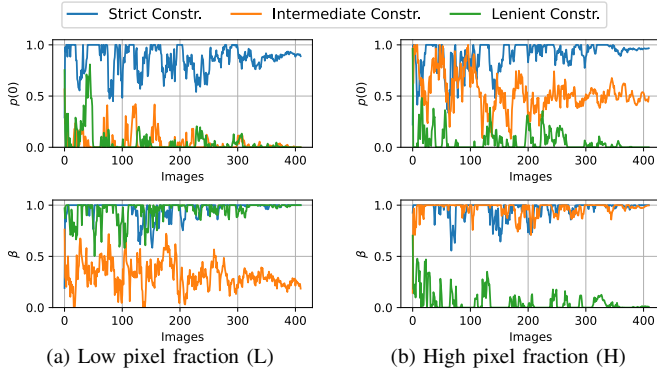 Strict Constr. Intermediate Constr. Lenient Constr.
1.0
0.5
0.0
p(0)
0 100 200 300 400
Images
1.0
0.5
0.0
p(0)
0 100 200 300 400
Images
1.0
0.5
0.0
β
0 100 200 300 400
Images
1.0
0.5
0.0
β
0 100 200 300 400
Images
(a) Low pixel fraction (L)
(b) High pixel fraction (H)